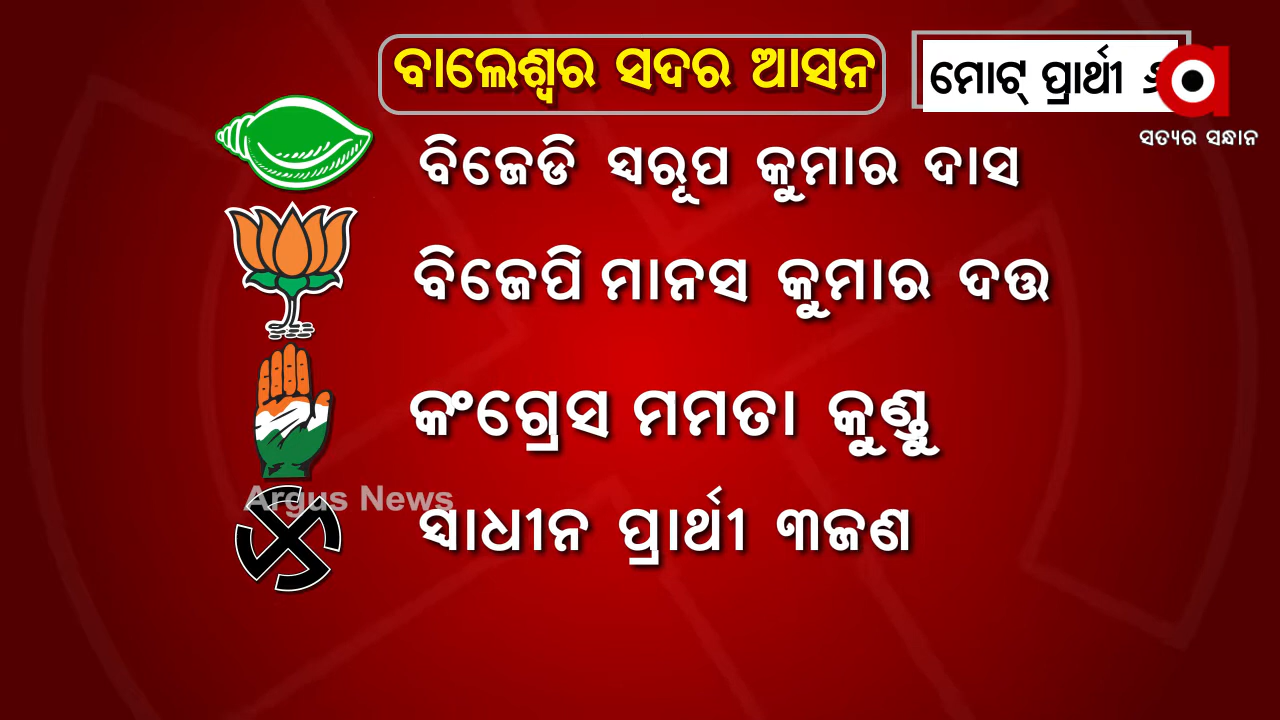 ବାଲେଶ୍ୱର ସଦର ଆସନ
ମୋଟ୍ ପ୍ରାର୍ଥୀ
ସତ୍ୟର ସନ୍ଧାନ
ବିଜେଡି ସ୍ୱରୂପ କୁମାର ଦାସ
ବିଜେପି ମାନସ କୁମାର ଦତ୍ତ
କଂଗ୍ରେସ ମମତା କୁଣ୍ଡୁ
Argus News
ସ୍ୱାଧୀନ ପ୍ରାର୍ଥୀ ୩ଜଣ